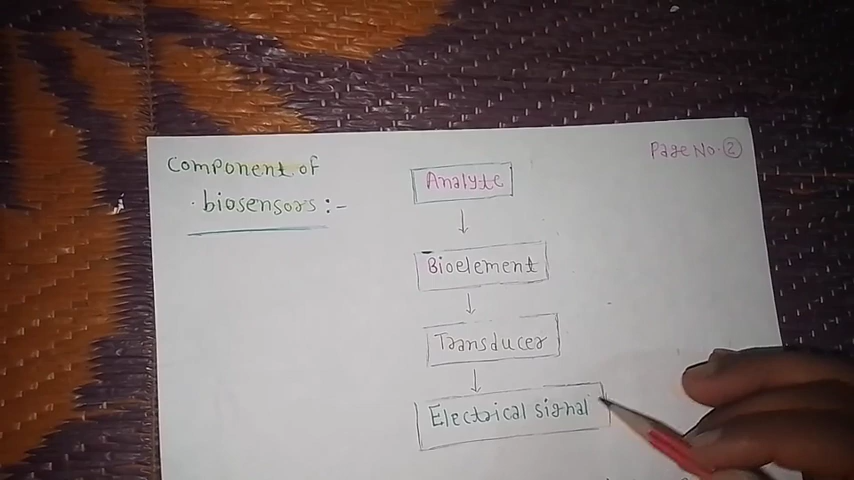 Component of
biosensors :-
Page No. 2
Analyte
↓
Bioelement
↓
Transducer
↓
Electrical signal